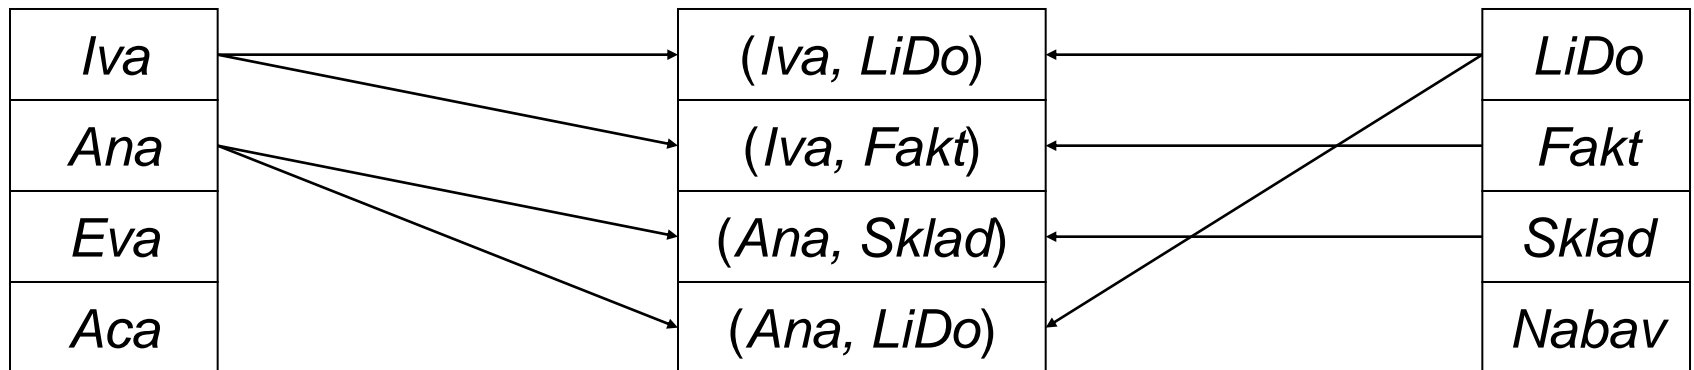 Iva
(Iva, LiDo)
LiDo
Ana
(Iva, Fakt)
Fakt
Eva
(Ana, Sklad)
Sklad
Aca
(Ana, LiDo)
Nabav